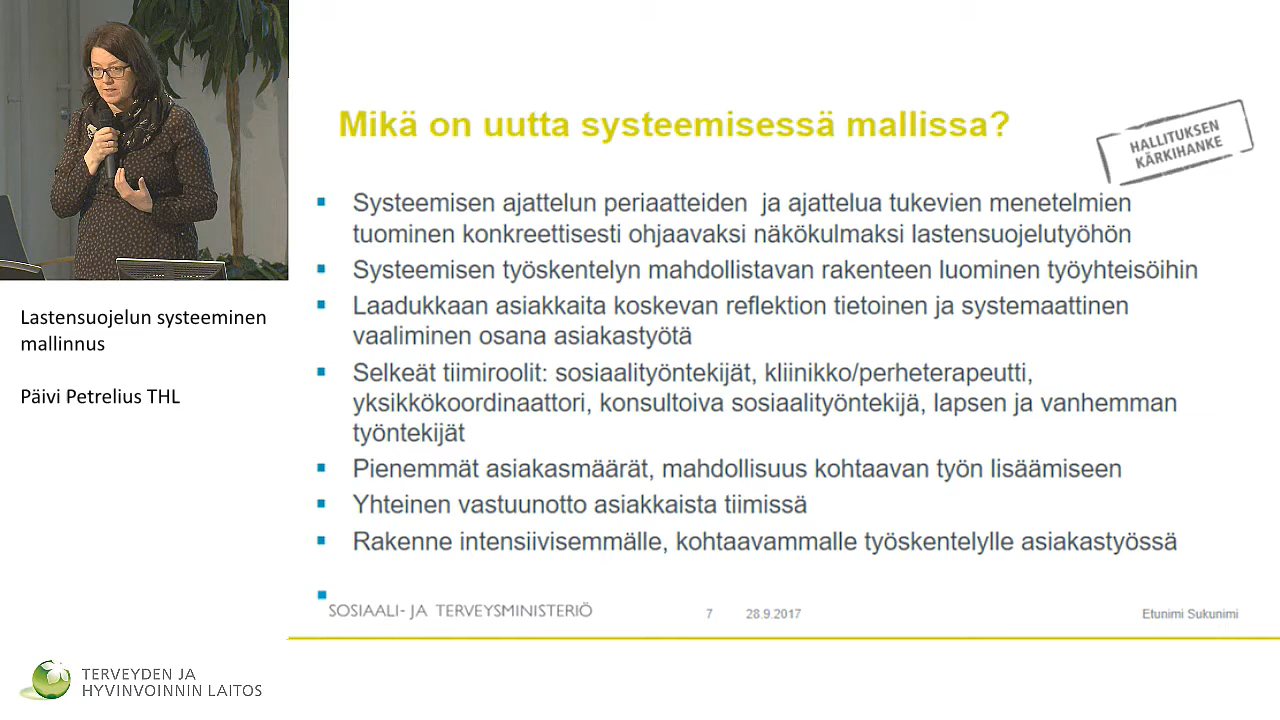 Mikä on uutta systeemisessä mallissa?
HALLITUKSEN
KÄRKIHANKE
Systeemisen ajattelun periaatteiden ja ajattelua tukevien menetelmien
tuominen konkreettisesti ohjaavaksi näkökulmaksi lastensuojelutyöhön
Systeemisen työskentelyn mahdollistavan rakenteen luominen työyhteisöihin
Laadukkaan asiakkaita koskevan reflektion tietoinen ja systemaattinen
vaaliminen osana asiakastyötä
Selkeät tiimiroolit: sosiaalityöntekijät, kliinikko/perheterapeutti,
yksikkökoordinaattori, konsultoiva sosiaalityöntekijä, lapsen ja vanhemman
työntekijät
Pienemmät asiakasmäärät, mahdollisuus kohtaavan työn lisäämiseen
Yhteinen vastuunotto asiakkaista tiimissä
Rakenne intensiivisemmälle, kohtaavammalle työskentelylle asiakastyössä
SOSIAALI- JA TERVEYSMINISTERIÖ
7
28.9.2017
Etunimi Sukunimi
Lastensuojelun systeeminen
mallinnus
Päivi Petrelius THL
TERVEYDEN JA
HYVINVOINNIN LAITOS